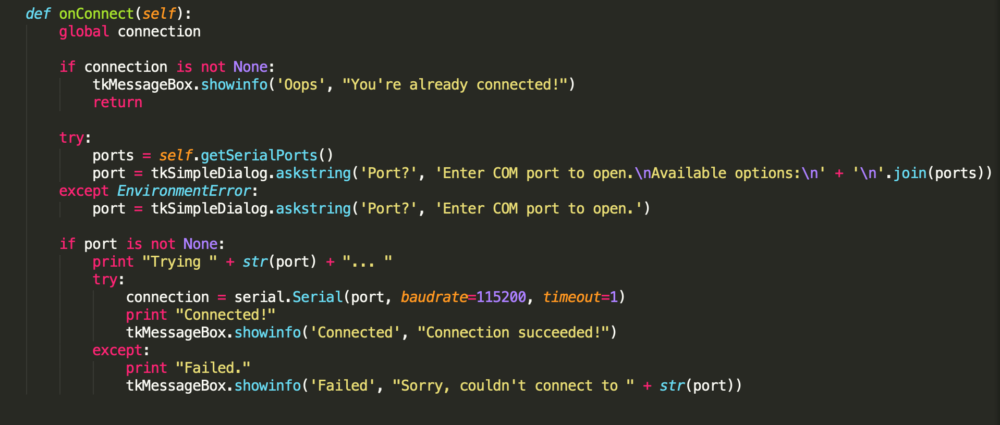 def onConnect(self):
    global connection

    if connection is not None:
        tkMessageBox.showinfo('Oops', "You're already connected!")
        return

    try:
        ports = self.getSerialPorts()
        port = tkSimpleDialog.askstring('Port?', 'Enter COM port to open.\nAvailable options:\n' + '\n'.join(ports))
    except EnvironmentError:
        port = tkSimpleDialog.askstring('Port?', 'Enter COM port to open.')

    if port is not None:
        print "Trying " + str(port) + "... "
        try:
            connection = serial.Serial(port, baudrate=115200, timeout=1)
            print "Connected!"
            tkMessageBox.showinfo('Connected', "Connection succeeded!")
        except:
            print "Failed."
            tkMessageBox.showinfo('Failed', "Sorry, couldn't connect to " + str(port))